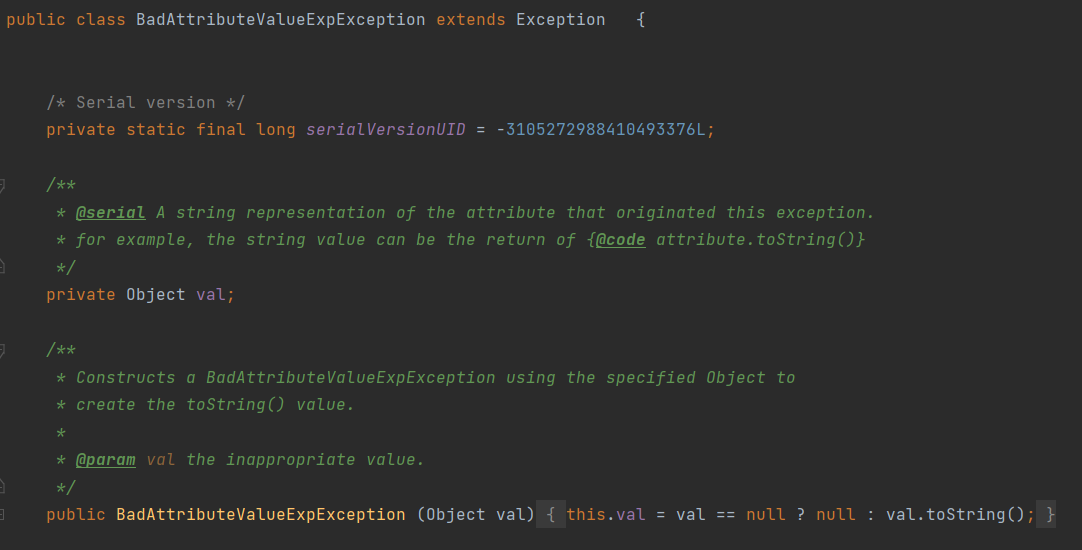 public class BadAttributeValueExpException extends Exception   {
/* Serial version */
private static final long serialVersionUID = -3105272988410493376L;
/**
* @serial A string representation of the attribute that originated this exception.
* for example, the string value can be the return of {@code attribute.toString()}
*/
private Object val;
/**
* Constructs a BadAttributeValueExpException using the specified Object to
* create the toString() value.
*
* @param val the inappropriate value.
*/
public BadAttributeValueExpException (Object val) { this.val = val == null ? null : val.toString(); }